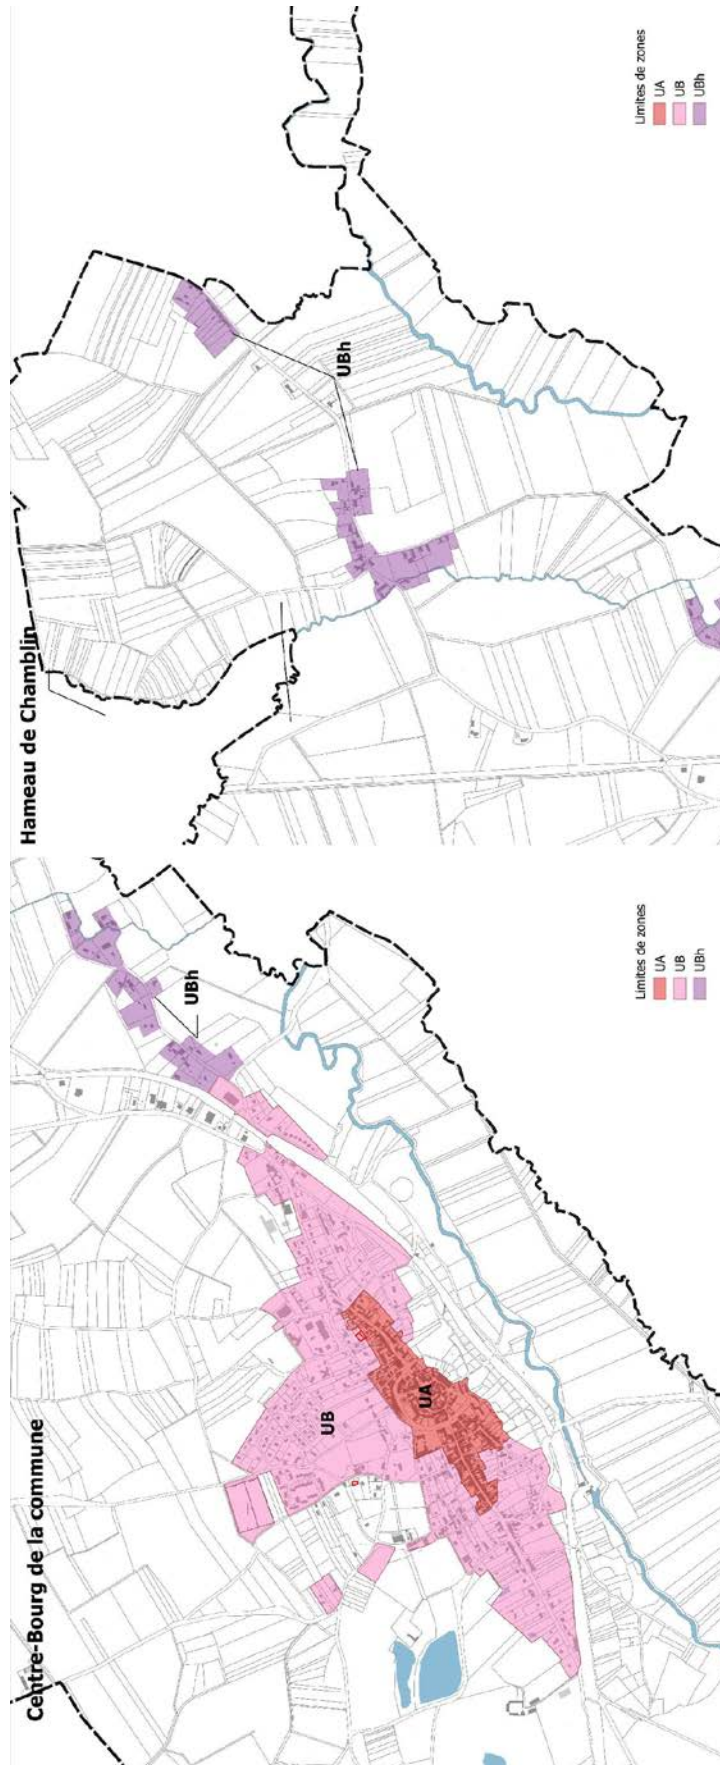 Centre-Bourg de la commune
UB
UA
UBh
Limites de zones
UA
UB
UBh
Hameau de Chamblin
UBh
Limites de zones
UA
UB
UBh